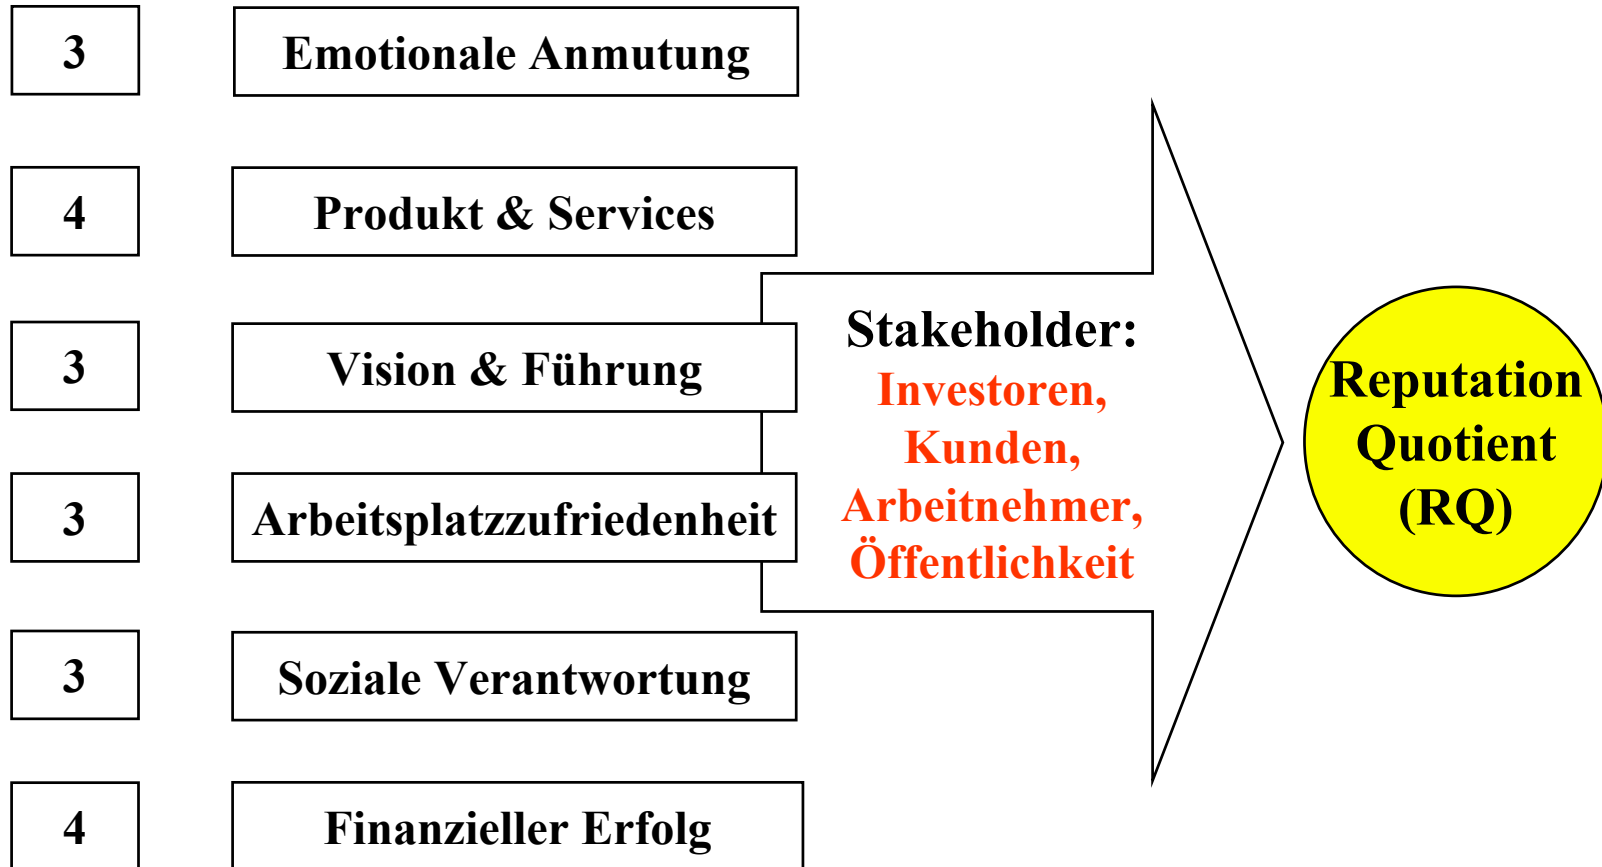 3
Emotionale Anmutung
4
Produkt & Services
3
Vision & Führung
3
Arbeitsplatzzufriedenheit
3
Soziale Verantwortung
4
Finanzieller Erfolg
Stakeholder:
Investoren,
Kunden,
Arbeitnehmer,
Öffentlichkeit
Reputation
Quotient
(RQ)